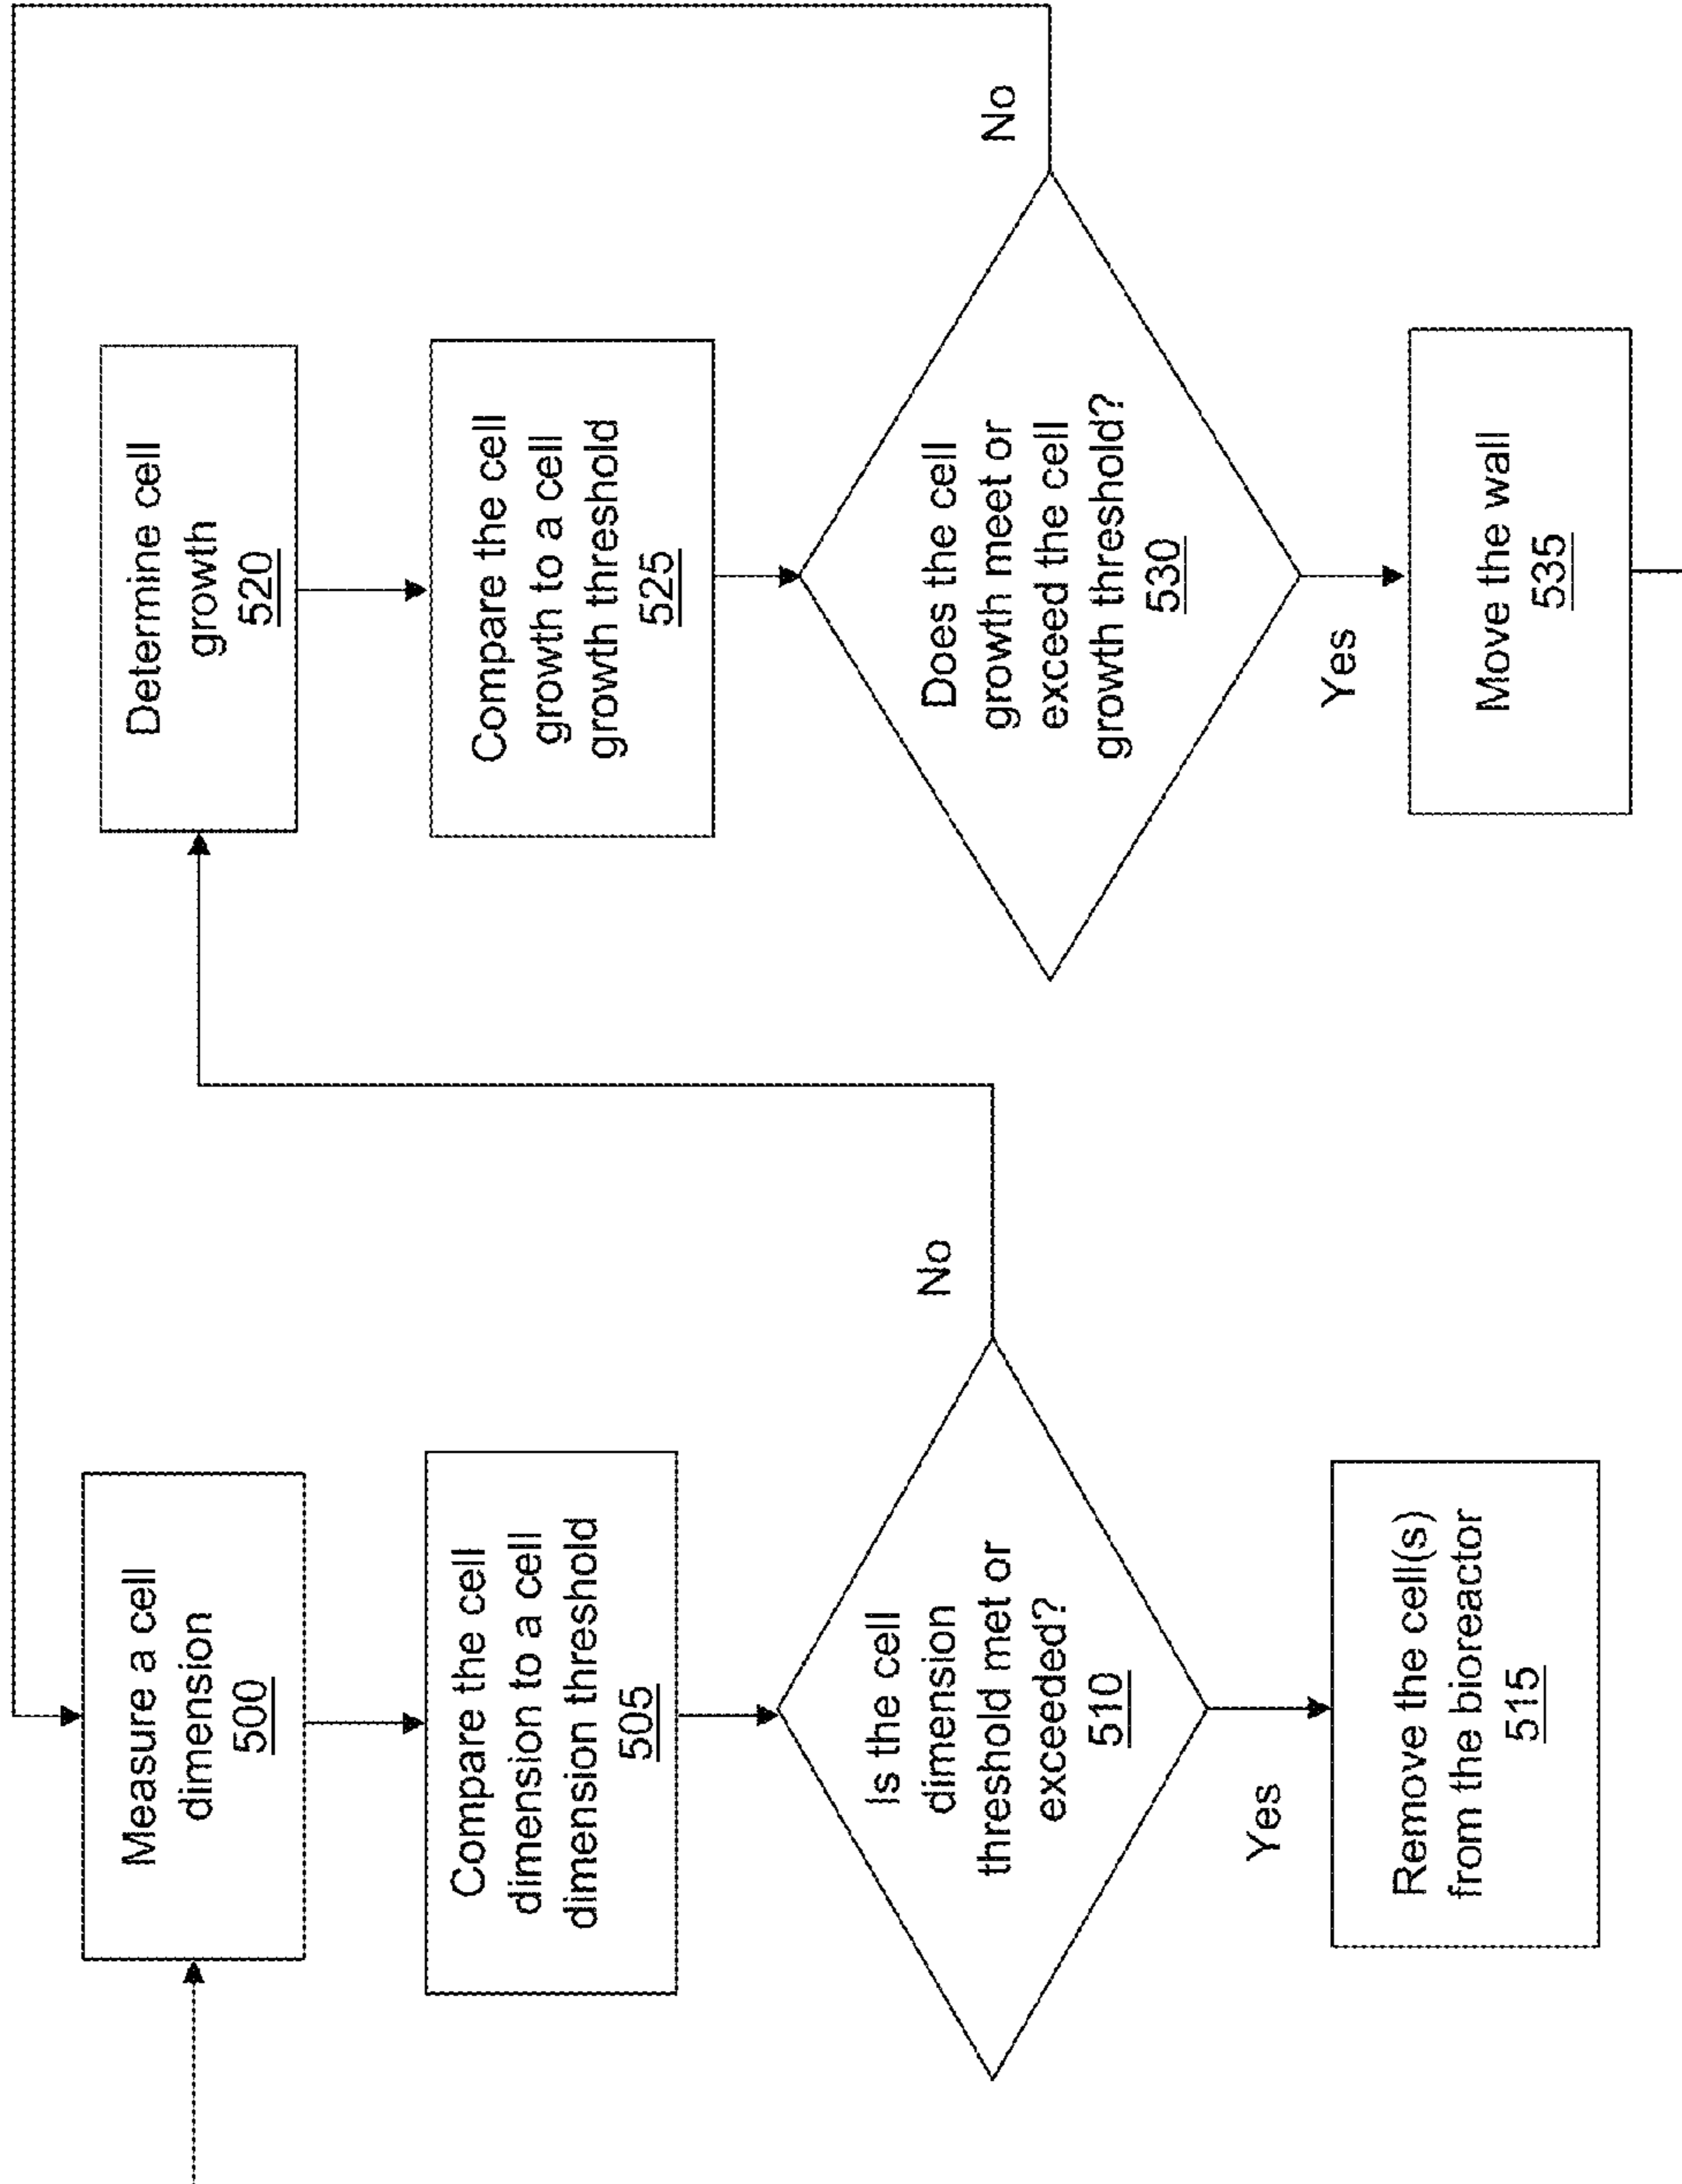 Measure a cell
dimension
500
Compare the cell
dimension to a cell
dimension threshold
505
Is the cell
dimension
threshold met or
exceeded?
510
No
Yes
Remove the cell(s)
from the bioreactor
515
Determine cell
growth
520
Compare the cell
growth to a cell
growth threshold
525
Does the cell
growth meet or
exceed the cell
growth threshold?
530
No
Yes
Move the wall
535